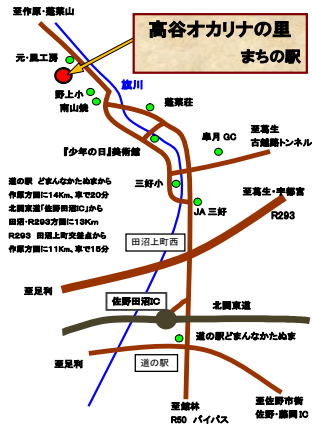 至作原・蓬莱山
高谷オカリナの里
まちの駅
元・風工房
旗川
野上小
南山焼
蓬莱荘
皐月GC
至葛生
古越路トンネル
『少年の日』美術館
道の駅 どまんなかたぬまから
作原方面に14Km、車で20分
北関東道「佐野田沼IC」から
田沼・R293方面に13Km
R293 田沼上町交差点から
作原方面に11Km、車で15分
三好小
至葛生・宇都宮
JA三好
R293
田沼上町西
至足利
佐野田沼IC
北関東道
道の駅どまんなかたぬま
至足利
道の駅
至館林
R50 バイパス
至佐野市街
佐野・藤岡IC